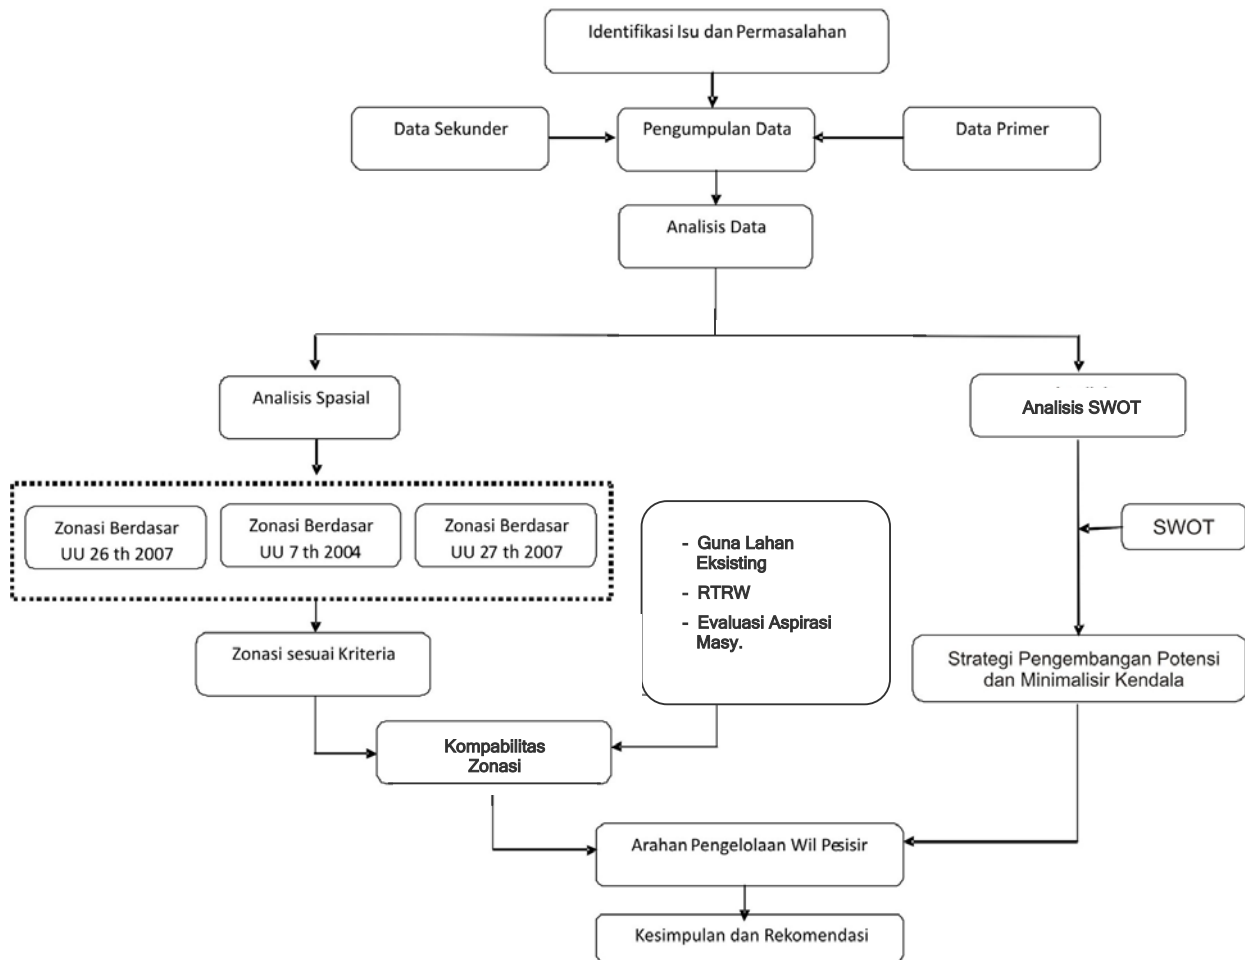 Identifikasi Isu dan Permasalahan
Data Sekunder
Pengumpulan Data
Data Primer
Analisis Data
Analisis Spasial
Analisis SWOT
Zonasi Berdasar
UU 26 th 2007
Zonasi Berdasar
UU 7 th 2004
Zonasi Berdasar
UU 27 th 2007
- Guna Lahan
Eksisting
- RTRW
- Evaluasi Aspirasi
Masy.
SWOT
Zonasi sesuai Kriteria
Strategi Pengembangan Potensi
dan Minimalisir Kendala
Kompabilitas
Zonasi
Arahan Pengelolaan Wil Pesisir
Kesimpulan dan Rekomendasi